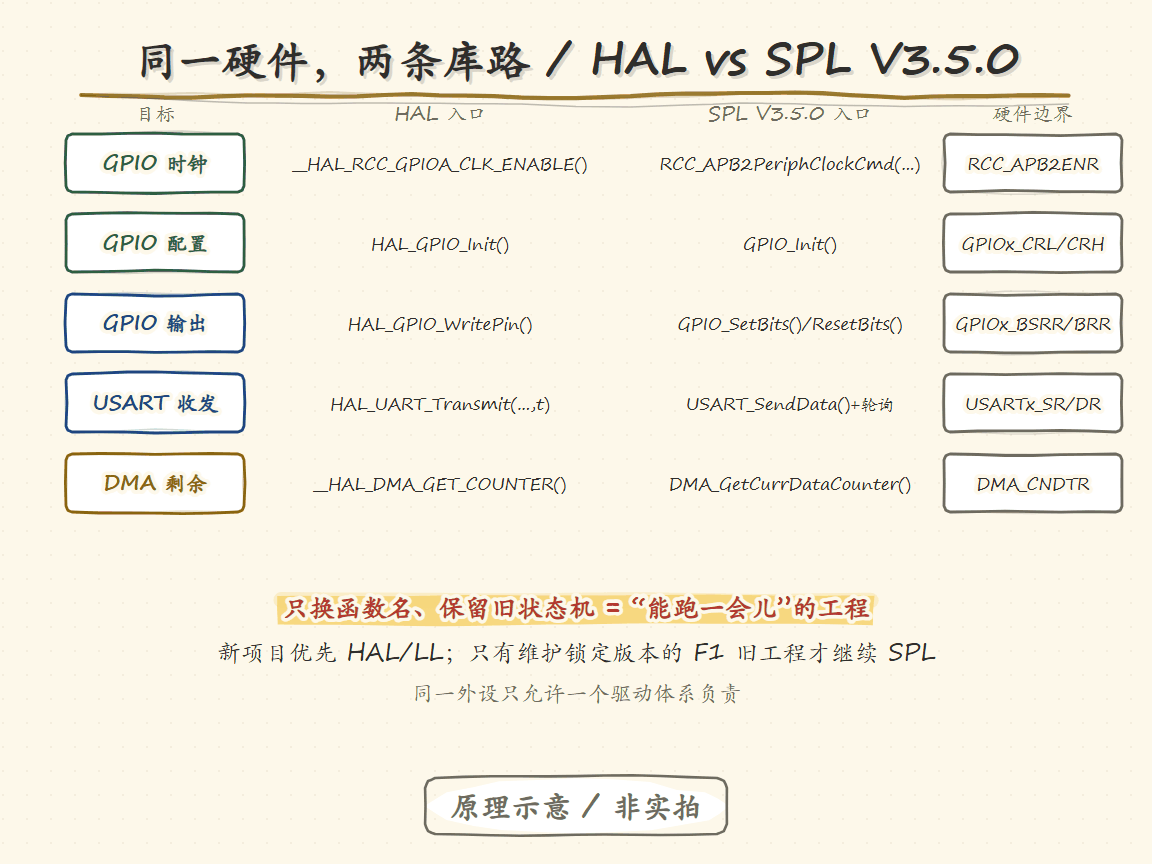 同一硬件，两条库路 / HAL vs SPL V3.5.0
目标 HAL 入口 SPL V3.5.0 入口 硬件边界
GPIO 时钟 __HAL_RCC_GPIOA_CLK_ENABLE() RCC_APB2PeriphClockCmd(...) RCC_APB2ENR
GPIO 配置 HAL_GPIO_Init() GPIO_Init() GPIOx_CRL/CRH
GPIO 输出 HAL_GPIO_WritePin() GPIO_SetBits()/ResetBits() GPIOx_BSRR/BRR
USART 收发 HAL_UART_Transmit(...,t) USART_SendData()+轮询 USARTx_SR/DR
DMA 剩余 __HAL_DMA_GET_COUNTER() DMA_GetCurrDataCounter() DMA_CNDTR
只换函数名、保留旧状态机 = “能跑一会儿”的工程
新项目优先 HAL/LL；只有维护锁定版本的 F1 旧工程才继续 SPL
同一外设只允许一个驱动体系负责
原理示意 / 非实拍